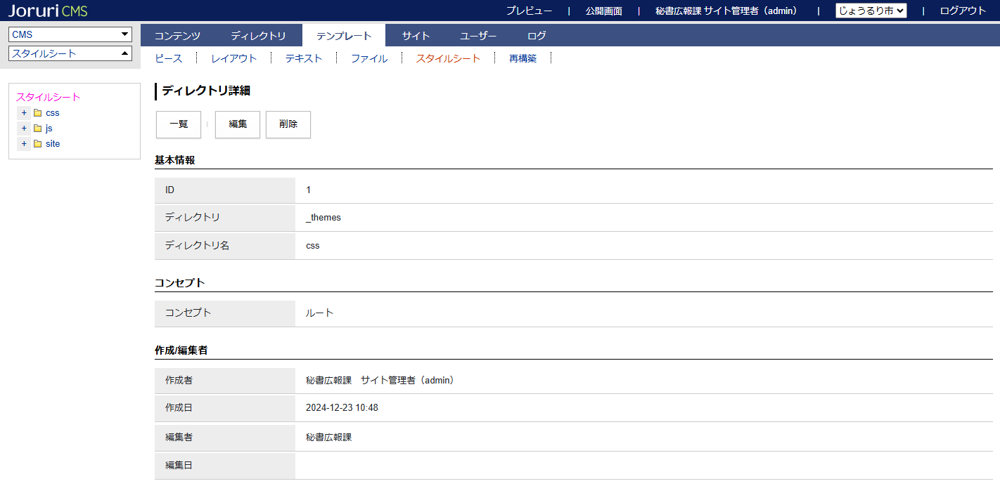 Joruri CMS プレビュー | 公開画面 | 秘書広報課 サイト管理者（admin） | じょうるり市 | ログアウト
CMS
スタイルシート
コンテンツ ディレクトリ テンプレート サイト ユーザー ログ
ピース レイアウト テキスト ファイル スタイルシート 再構築
スタイルシート
+ css
+ js
+ site
ディレクトリ詳細
一覧 編集 削除
基本情報
ID 1
ディレクトリ _themes
ディレクトリ名 css
コンセプト
コンセプト ルート
作成/編集者
作成者 秘書広報課　サイト管理者（admin）
作成日 2024-12-23 10:48
編集者 秘書広報課
編集日